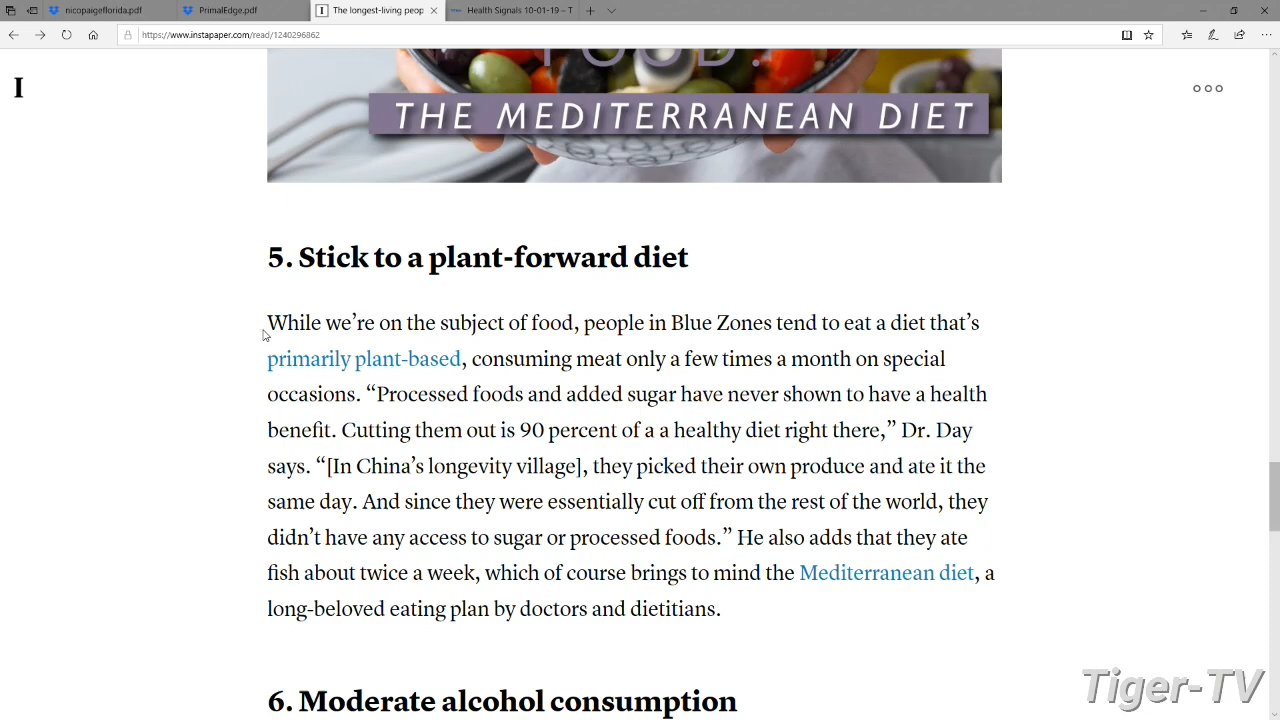 nicopaigeflorida.pdf
PrimalEdge.pdf
I The longest-living peop
Health Signals 10-01-19 – T
https://www.instapaper.com/read/1240296862
I
THE MEDITERRANEAN DIET
5. Stick to a plant-forward diet
While we’re on the subject of food, people in Blue Zones tend to eat a diet that’s
primarily plant-based, consuming meat only a few times a month on special
occasions. “Processed foods and added sugar have never shown to have a health
benefit. Cutting them out is 90 percent of a a healthy diet right there,” Dr. Day
says. “[In China’s longevity village], they picked their own produce and ate it the
same day. And since they were essentially cut off from the rest of the world, they
didn’t have any access to sugar or processed foods.” He also adds that they ate
fish about twice a week, which of course brings to mind the Mediterranean diet, a
long-beloved eating plan by doctors and dietitians.
6. Moderate alcohol consumption
Tiger-TV